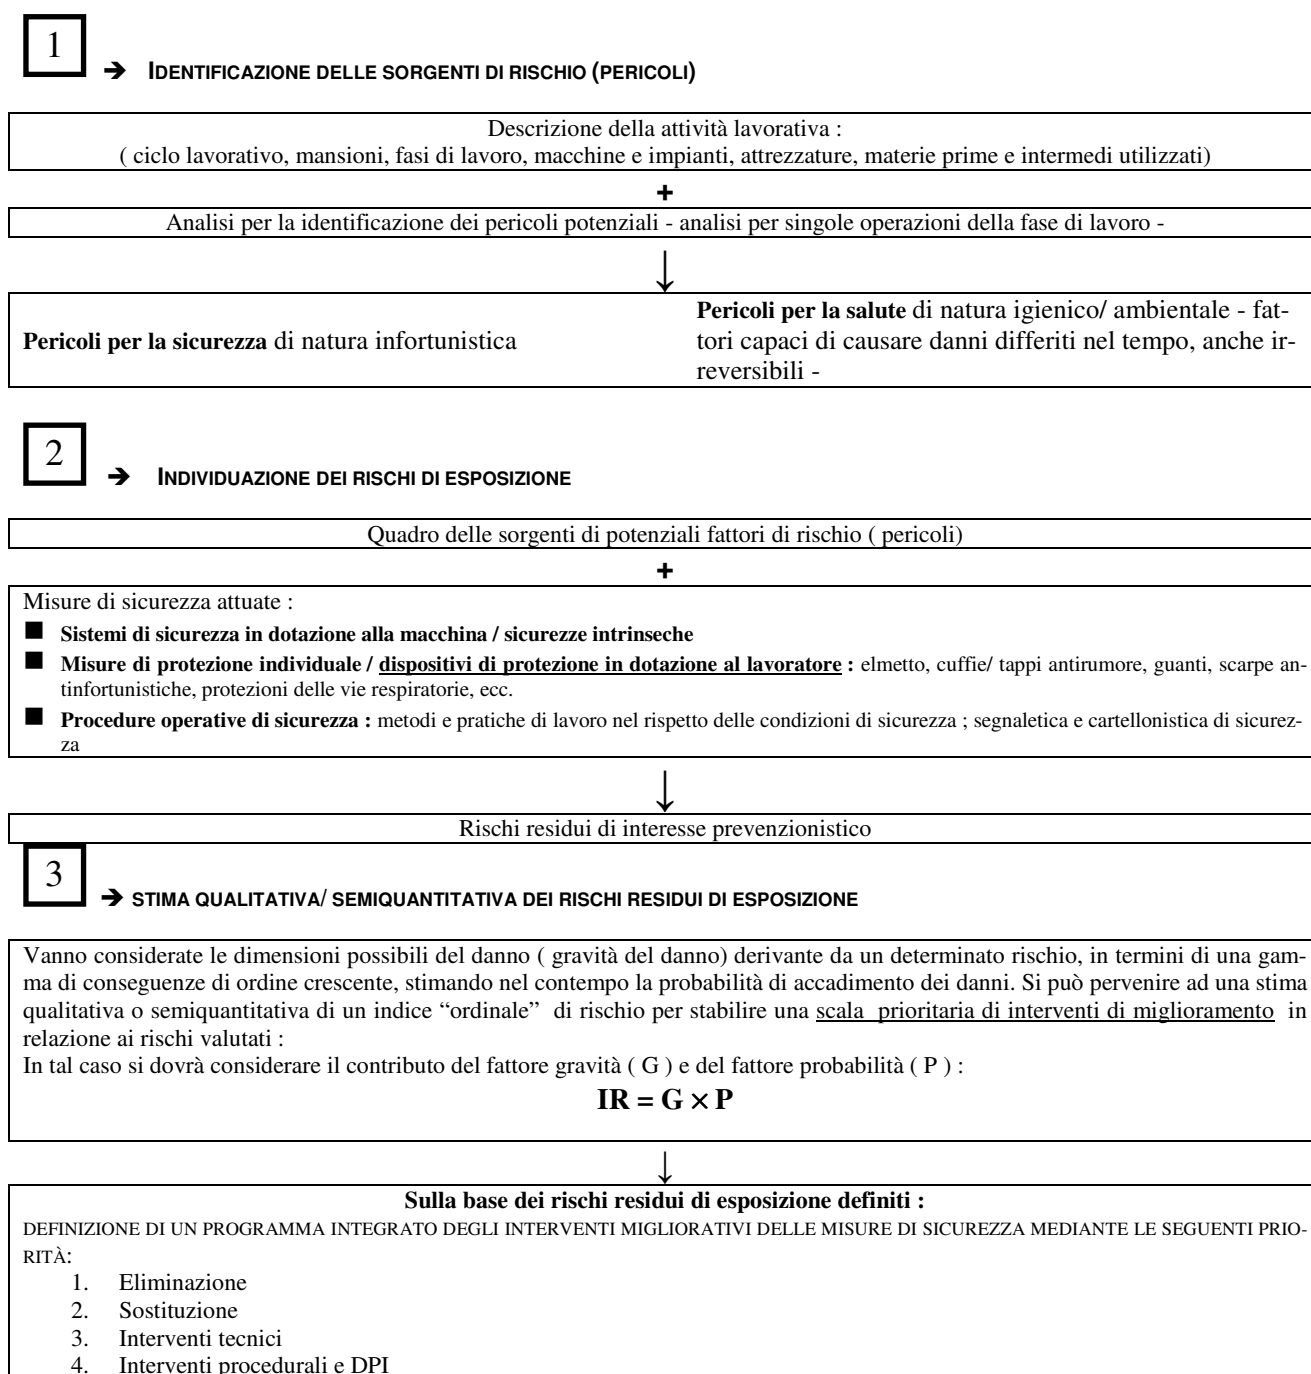 1
➔ IDENTIFICAZIONE DELLE SORGENTI DI RISCHIO (PERICOLI)
Descrizione della attività lavorativa :
( ciclo lavorativo, mansioni, fasi di lavoro, macchine e impianti, attrezzature, materie prime e intermedi utilizzati)
+
Analisi per la identificazione dei pericoli potenziali - analisi per singole operazioni della fase di lavoro -
↓
Pericoli per la sicurezza di natura infortunistica
Pericoli per la salute di natura igienico/ ambientale - fat-
tori capaci di causare danni differiti nel tempo, anche ir-
reversibili -
2
➔ INDIVIDUAZIONE DEI RISCHI DI ESPOSIZIONE
Quadro delle sorgenti di potenziali fattori di rischio ( pericoli)
+
Misure di sicurezza attuate :
■ Sistemi di sicurezza in dotazione alla macchina / sicurezze intrinseche
■ Misure di protezione individuale / dispositivi di protezione in dotazione al lavoratore : elmetto, cuffie/ tappi antirumore, guanti, scarpe an-
tinfortunistiche, protezioni delle vie respiratorie, ecc.
■ Procedure operative di sicurezza : metodi e pratiche di lavoro nel rispetto delle condizioni di sicurezza ; segnaletica e cartellonistica di sicurez-
za
↓
Rischi residui di interesse prevenzionistico
3
➔ STIMA QUALITATIVA/ SEMIQUANTITATIVA DEI RISCHI RESIDUI DI ESPOSIZIONE
Vanno considerate le dimensioni possibili del danno ( gravità del danno) derivante da un determinato rischio, in termini di una gam-
ma di conseguenze di ordine crescente, stimando nel contempo la probabilità di accadimento dei danni. Si può pervenire ad una stima
qualitativa o semiquantitativa di un indice “ordinale” di rischio per stabilire una scala prioritaria di interventi di miglioramento in
relazione ai rischi valutati :
In tal caso si dovrà considerare il contributo del fattore gravità ( G ) e del fattore probabilità ( P ) :
IR = G × P
↓
Sulla base dei rischi residui di esposizione definiti :
DEFINIZIONE DI UN PROGRAMMA INTEGRATO DEGLI INTERVENTI MIGLIORATIVI DELLE MISURE DI SICUREZZA MEDIANTE LE SEGUENTI PRIO-
RITÀ:
1. Eliminazione
2. Sostituzione
3. Interventi tecnici
4. Interventi procedurali e DPI